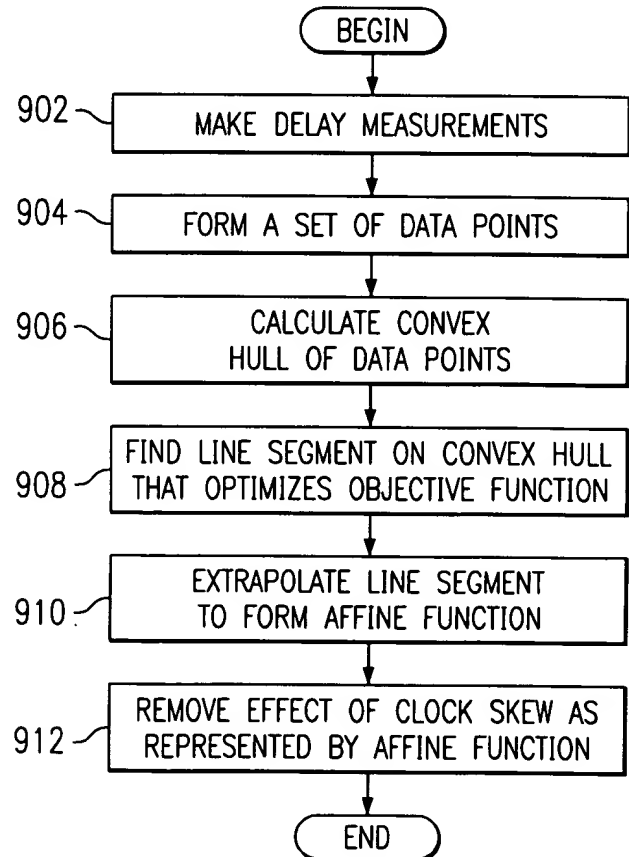 BEGIN
902
MAKE DELAY MEASUREMENTS
904
FORM A SET OF DATA POINTS
906
CALCULATE CONVEX
HULL OF DATA POINTS
908
FIND LINE SEGMENT ON CONVEX HULL
THAT OPTIMIZES OBJECTIVE FUNCTION
910
EXTRAPOLATE LINE SEGMENT
TO FORM AFFINE FUNCTION
912
REMOVE EFFECT OF CLOCK SKEW AS
REPRESENTED BY AFFINE FUNCTION
END